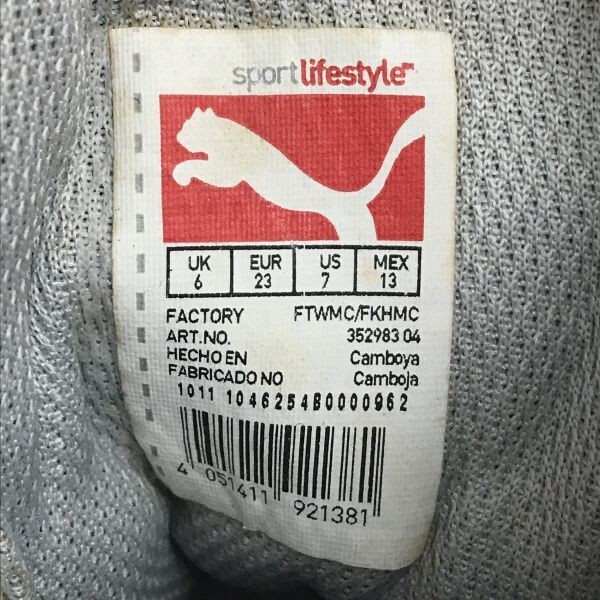 sportlifestyle™
UK EUR US MEX
6 23 7 13
FACTORY FTWMC/FKHMC
ART.NO. 352983 04
HECHO EN Camboya
FABRICADO NO Camboja
1011 1046254B0000962
4 051411 921381